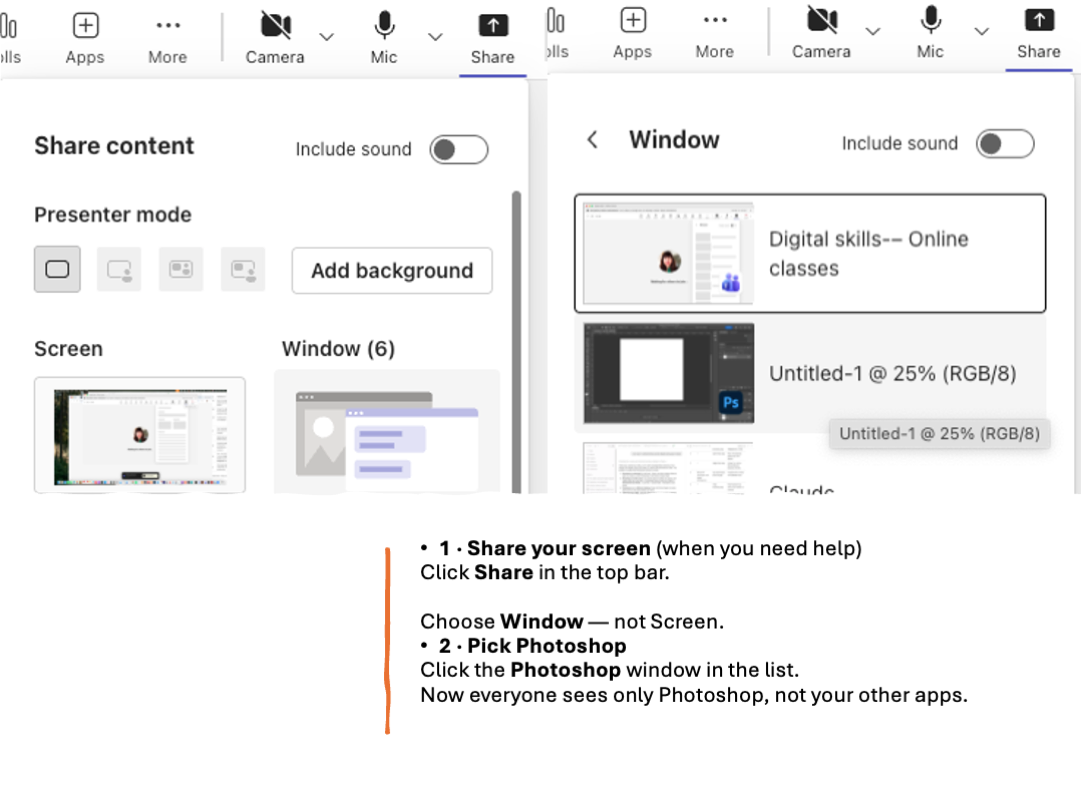 Apps
More
Camera
Mic
Share
Share content
Include sound
Presenter mode
Add background
Screen
Window (6)
Apps
More
Camera
Mic
Share
Window
Include sound
Digital skills-– Online
classes
Untitled-1 @ 25% (RGB/8)
Ps
Untitled-1 @ 25% (RGB/8)
• 1 · Share your screen (when you need help)
Click Share in the top bar.
Choose Window — not Screen.
• 2 · Pick Photoshop
Click the Photoshop window in the list.
Now everyone sees only Photoshop, not your other apps.